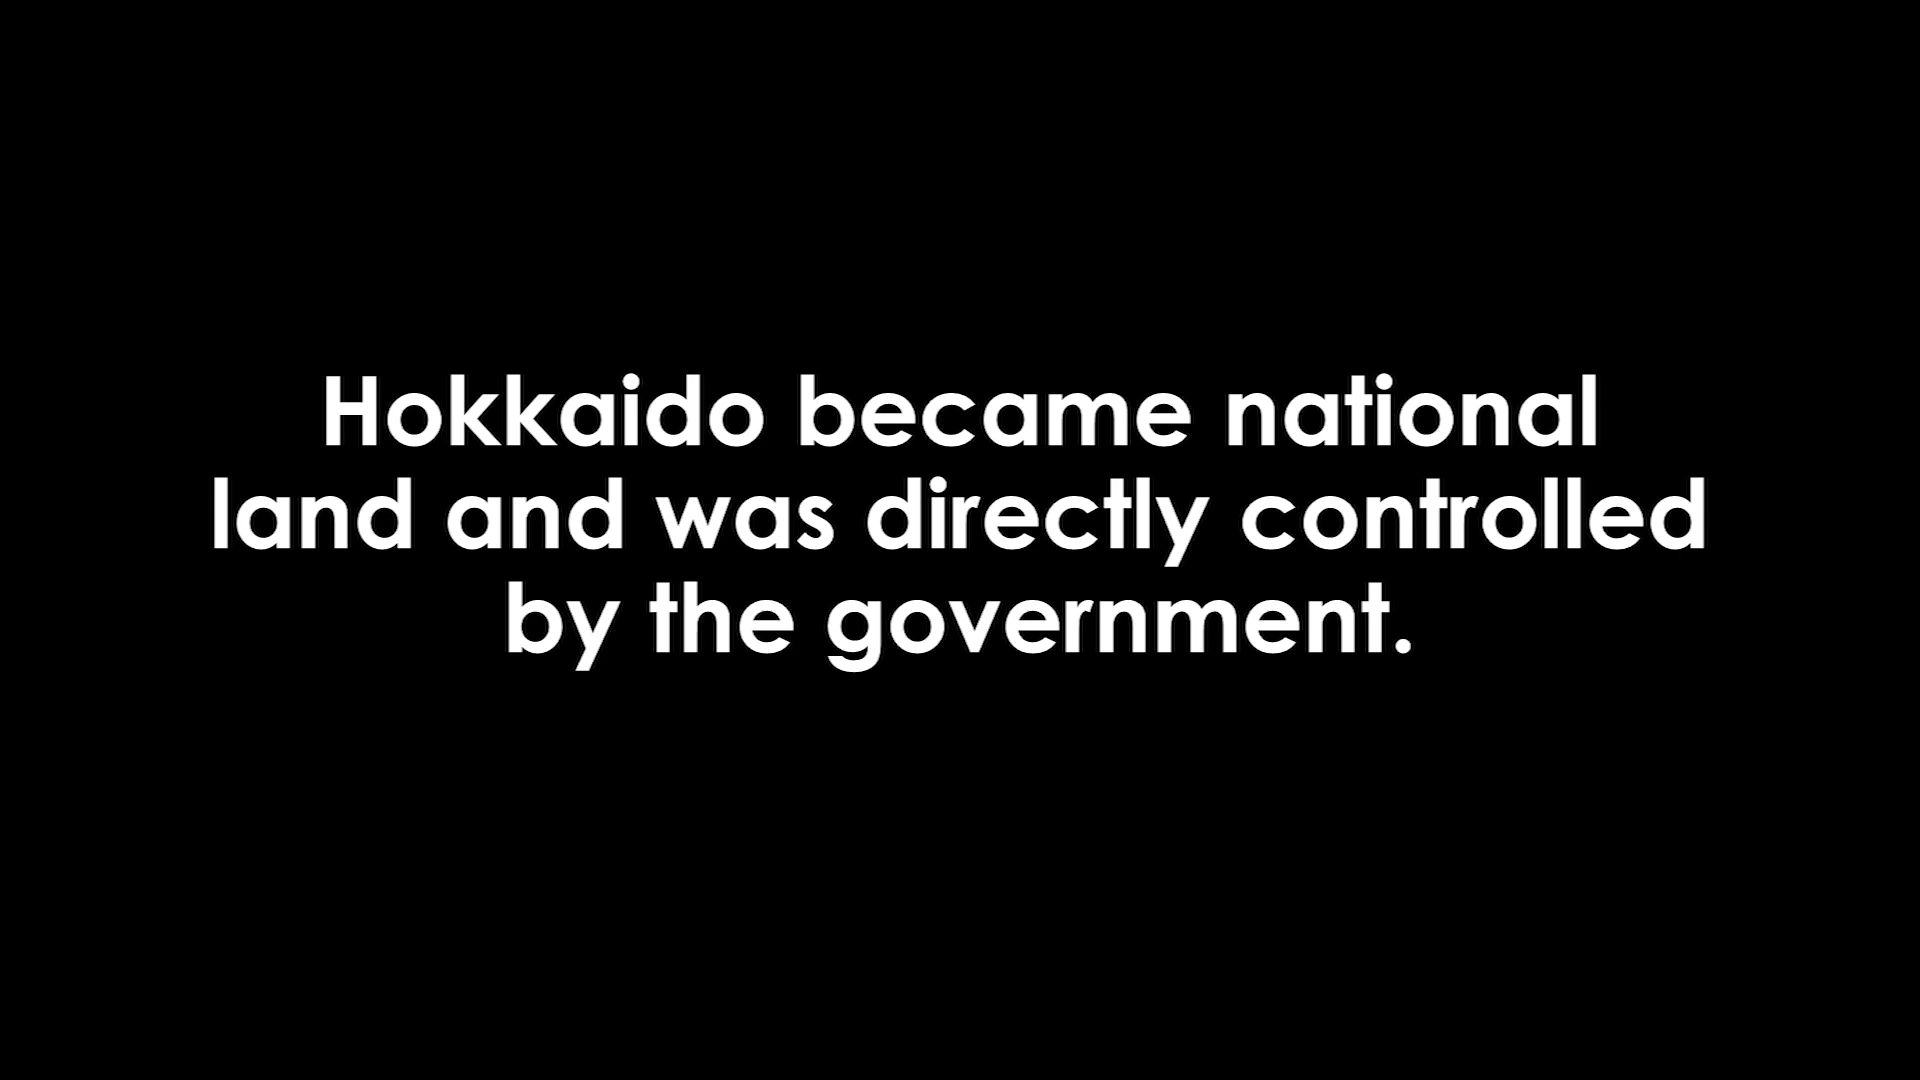 Hokkaido became national
land and was directly controlled
by the government.